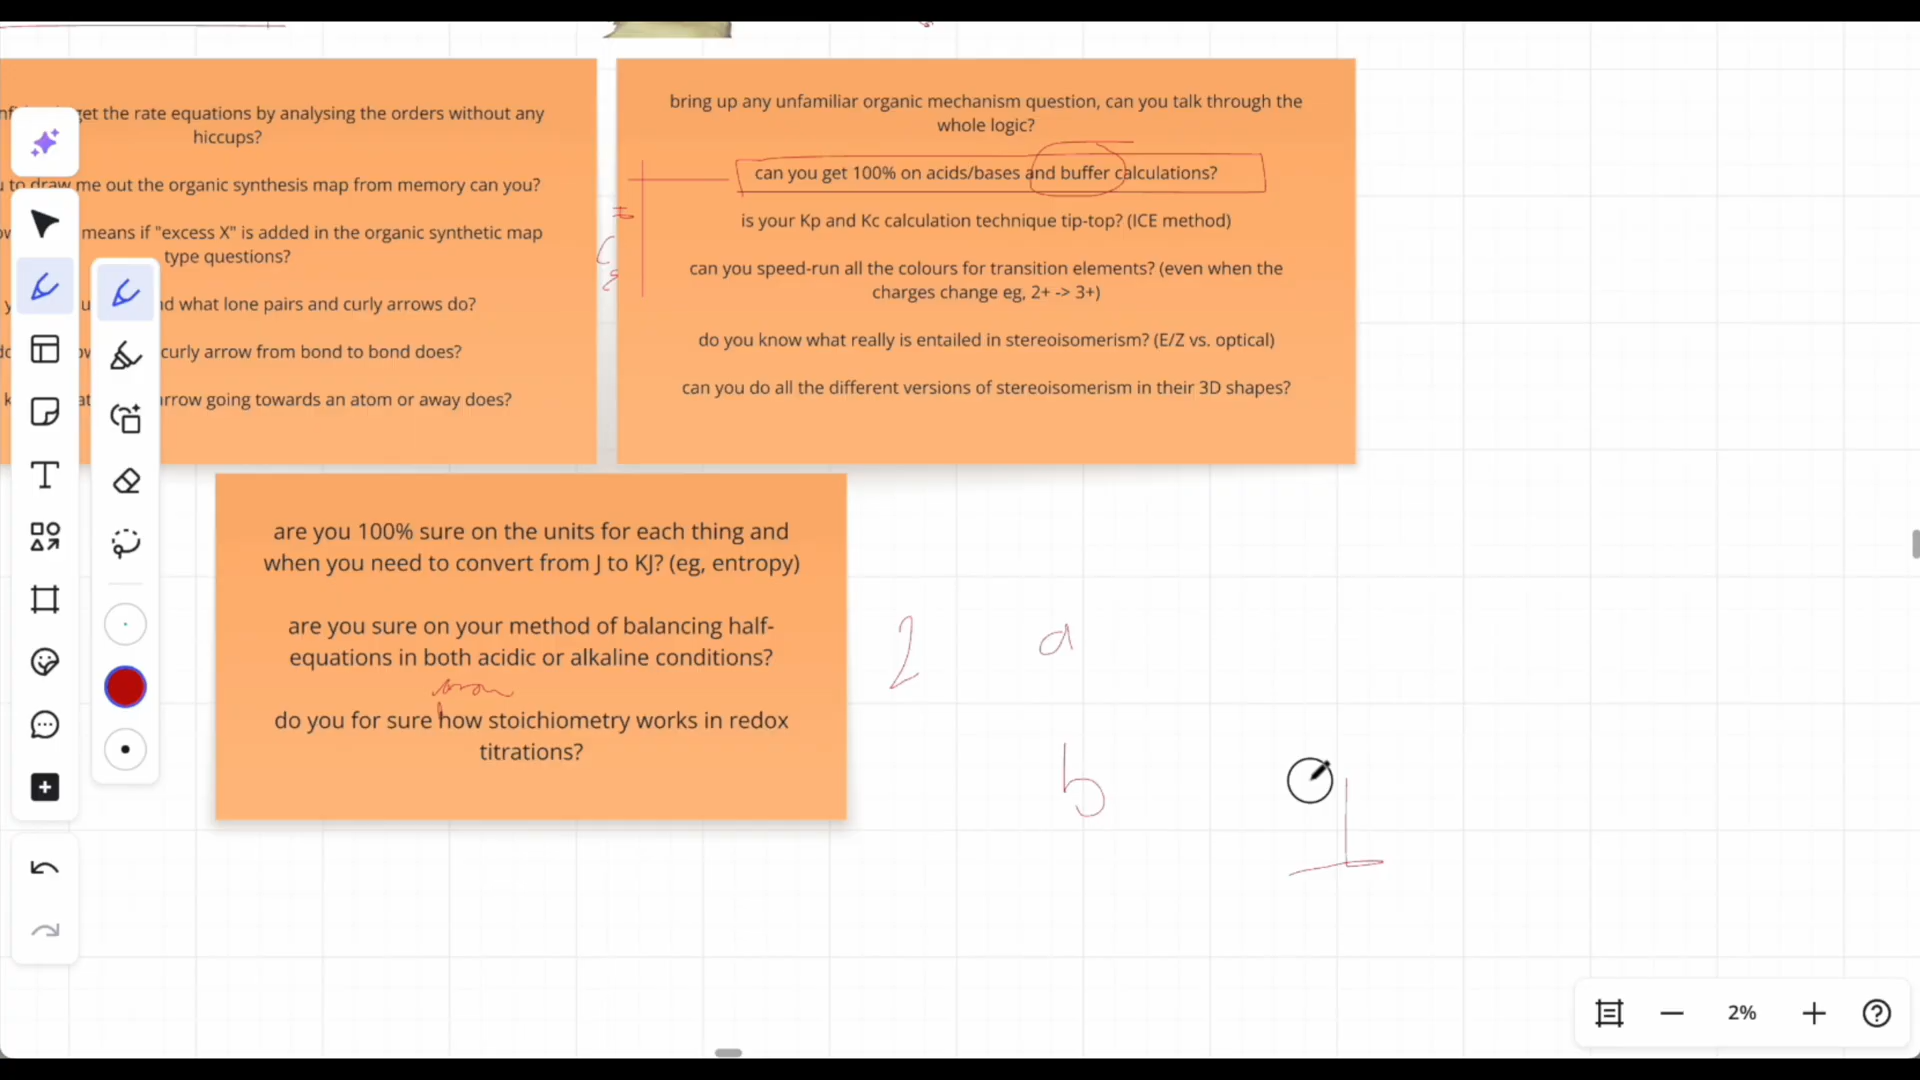 get the rate equations by analysing the orders without any
hiccups?
to draw me out the organic synthesis map from memory can you?
means if "excess X" is added in the organic synthetic map
type questions?
what lone pairs and curly arrows do?
curly arrow from bond to bond does?
arrow going towards an atom or away does?
bring up any unfamiliar organic mechanism question, can you talk through the
whole logic?
can you get 100% on acids/bases and buffer calculations?
is your Kp and Kc calculation technique tip-top? (ICE method)
can you speed-run all the colours for transition elements? (even when the
charges change eg, 2+ -> 3+)
do you know what really is entailed in stereoisomerism? (E/Z vs. optical)
can you do all the different versions of stereoisomerism in their 3D shapes?
are you 100% sure on the units for each thing and
when you need to convert from J to KJ? (eg, entropy)
are you sure on your method of balancing half-
equations in both acidic or alkaline conditions?
do you for sure how stoichiometry works in redox
titrations?
2 a
b
1
T
2%